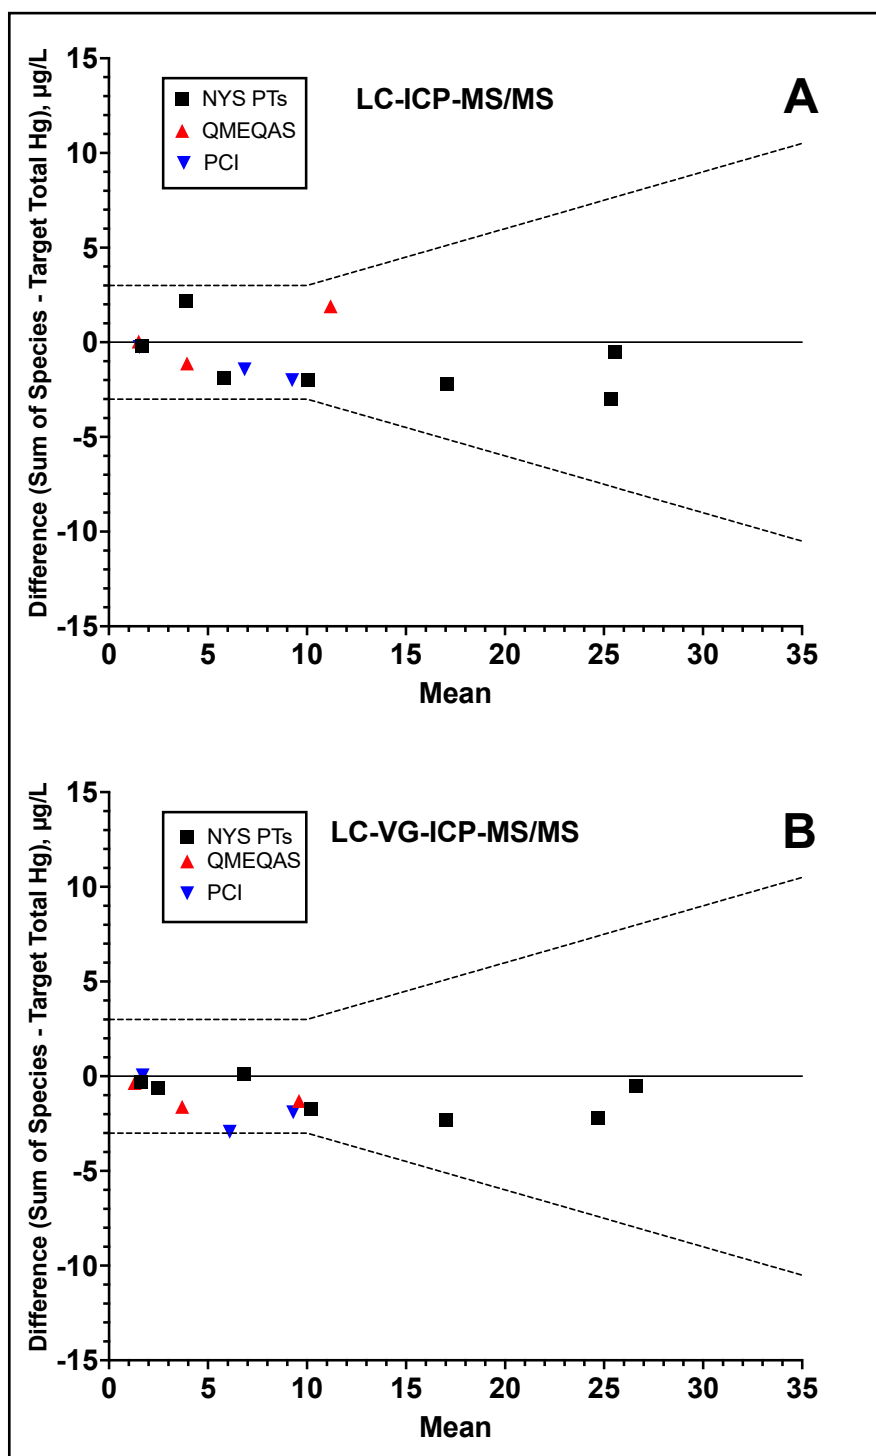 LC-ICP-MS/MS
A
NYS PTs
QMEQAS
PCI
Difference (Sum of Species - Target Total Hg), µg/L
15
10
5
0
-5
-10
-15
0 5 10 15 20 25 30 35
Mean
LC-VG-ICP-MS/MS
B
NYS PTs
QMEQAS
PCI
Difference (Sum of Species - Target Total Hg), µg/L
15
10
5
0
-5
-10
-15
0 5 10 15 20 25 30 35
Mean